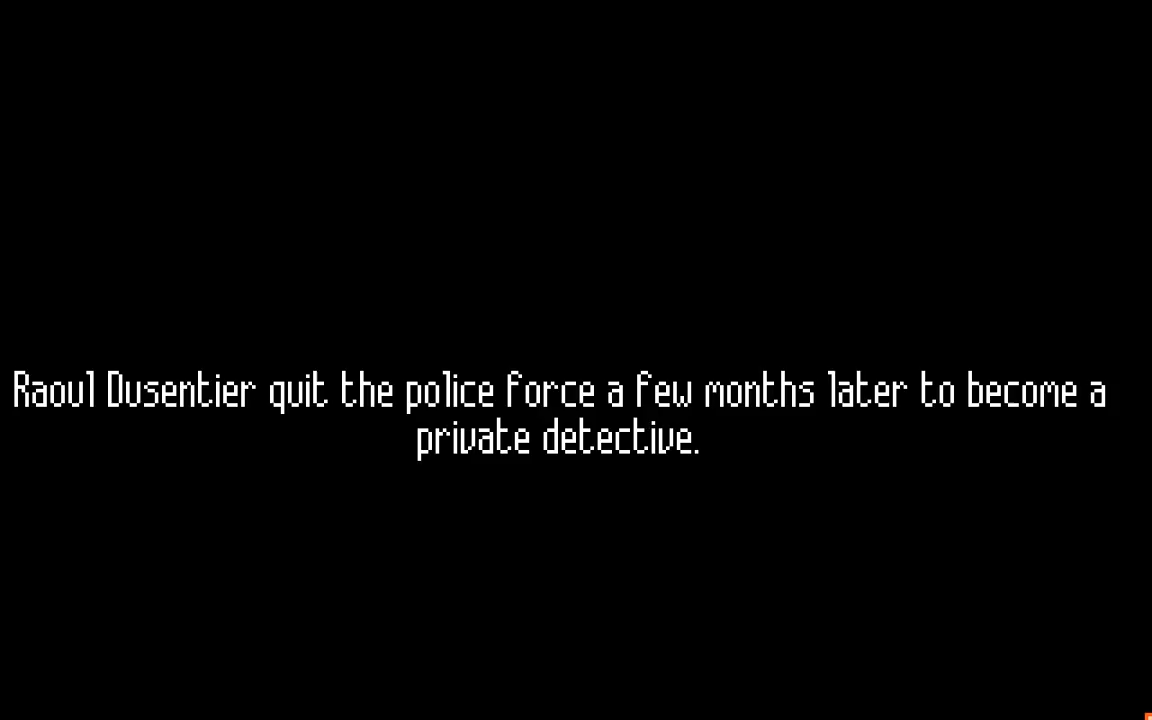 Raoul Dusentier quit the police force a few months later to become a
private detective.